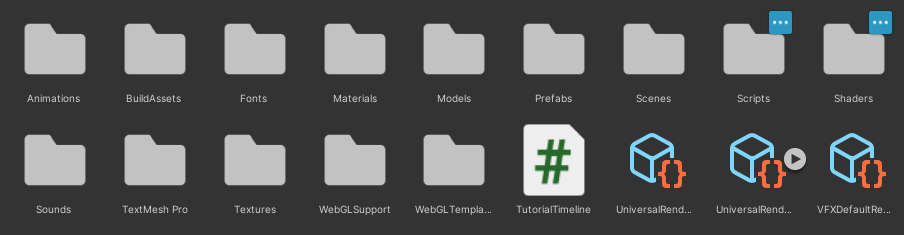 Animations
BuildAssets
Fonts
Materials
Models
Prefabs
Scenes
Scripts
Shaders
Sounds
TextMesh Pro
Textures
WebGLSupport
WebGLTempla...
TutorialTimeline
UniversalRend...
UniversalRend...
VFXDefaultRe...